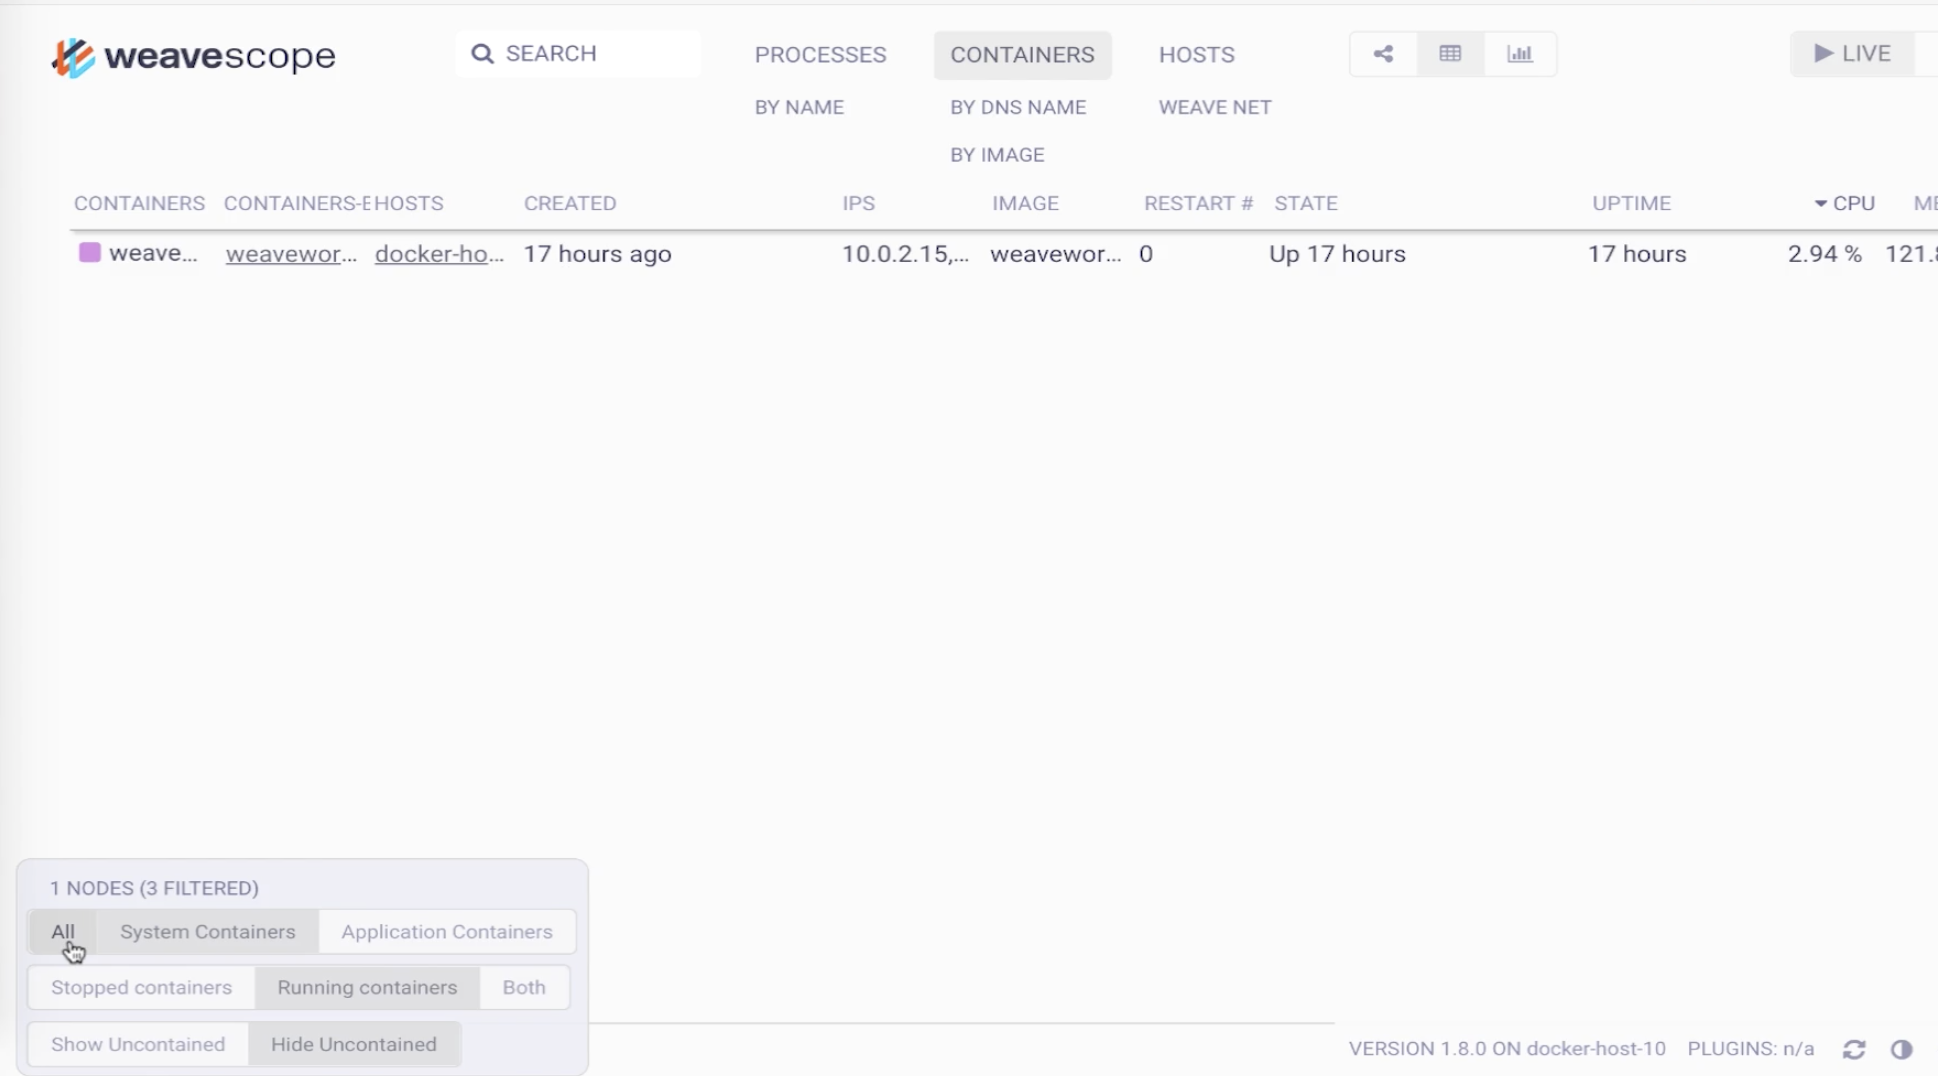 weavescope SEARCH PROCESSES CONTAINERS HOSTS LIVE
BY NAME BY DNS NAME WEAVE NET
BY IMAGE
CONTAINERS CONTAINERS-E HOSTS CREATED IPS IMAGE RESTART # STATE UPTIME CPU ME
weave... weavewor... docker-ho... 17 hours ago 10.0.2.15,... weavewor... 0 Up 17 hours 17 hours 2.94 % 121.8
1 NODES (3 FILTERED)
All System Containers Application Containers
Stopped containers Running containers Both
Show Uncontained Hide Uncontained
VERSION 1.8.0 ON docker-host-10 PLUGINS: n/a